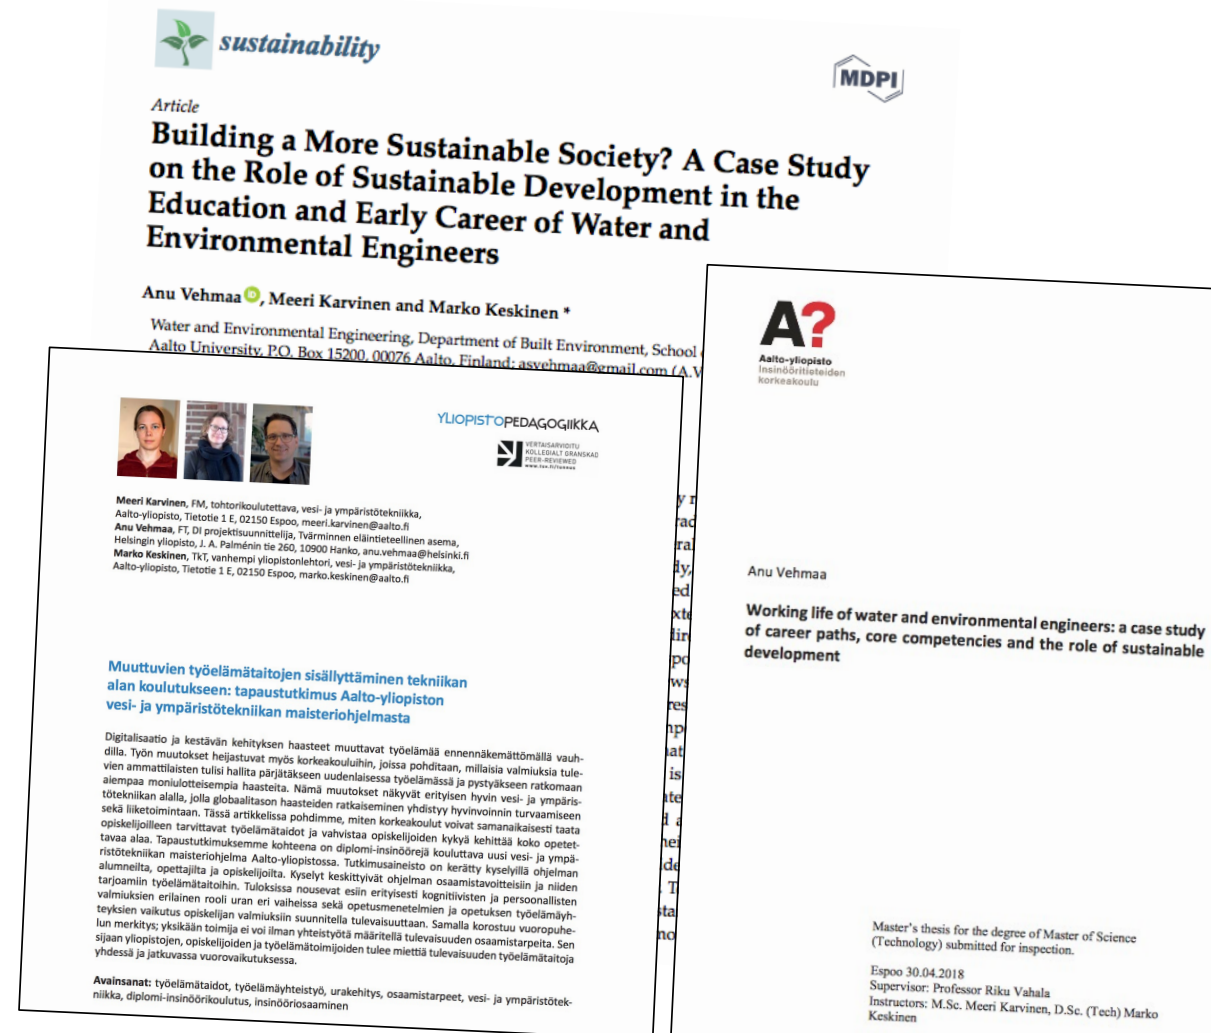 sustainability
MDPI
Article
Building a More Sustainable Society? A Case Study
on the Role of Sustainable Development in the
Education and Early Career of Water and
Environmental Engineers
Anu Vehmaa iD, Meeri Karvinen and Marko Keskinen *
Water and Environmental Engineering, Department of Built Environment, School
Aalto University, P.O. Box 15200, 00076 Aalto, Finland; asvehmaa@gmail.com (A.V
YLIOPISTOPEDAGOGIIKKA
VERTAISARVIOITU
KOLLEGIALT GRANSKAD
PEER-REVIEWED
www.tsv.fi/tunnus
Meeri Karvinen, FM, tohtorikoulutettava, vesi- ja ympäristötekniikka,
Aalto-yliopisto, Tietotie 1 E, 02150 Espoo, meeri.karvinen@aalto.fi
Anu Vehmaa, FT, DI projektisuunnittelija, Tvärminnen eläintieteellinen asema,
Helsingin yliopisto, J. A. Palménin tie 260, 10900 Hanko, anu.vehmaa@helsinki.fi
Marko Keskinen, TkT, vanhempi yliopistonlehtori, vesi- ja ympäristötekniikka,
Aalto-yliopisto, Tietotie 1 E, 02150 Espoo, marko.keskinen@aalto.fi
Muuttuvien työelämätaitojen sisällyttäminen tekniikan
alan koulutukseen: tapaustutkimus Aalto-yliopiston
vesi- ja ympäristötekniikan maisteriohjelmasta
Digitalisaatio ja kestävän kehityksen haasteet muuttavat työelämää ennennäkemättömällä vauh-
dilla. Työn muutokset heijastuvat myös korkeakouluihin, joissa pohditaan, millaisia valmiuksia tule-
vien ammattilaisten tulisi hallita pärjätäkseen uudenlaisessa työelämässä ja pystyäkseen ratkomaan
aiempaa moniulotteisempia haasteita. Nämä muutokset näkyvät erityisen hyvin vesi- ja ympäris-
tötekniikan alalla, jolla globaalitason haasteiden ratkaiseminen yhdistyy hyvinvoinnin turvaamiseen
sekä liiketoimintaan. Tässä artikkelissa pohdimme, miten korkeakoulut voivat samanaikaisesti taata
opiskelijoilleen tarvittavat työelämätaidot ja vahvistaa opiskelijoiden kykyä kehittää koko opetet-
tavaa alaa. Tapaustutkimuksemme kohteena on diplomi-insinöörejä kouluttava uusi vesi- ja ympä-
ristötekniikan maisteriohjelma Aalto-yliopistossa. Tutkimusaineisto on kerätty kyselyillä ohjelman
alumneilta, opettajilta ja opiskelijoilta. Kyselyt keskittyivät ohjelman osaamistavoitteisiin ja niiden
tarjoamiin työelämätaitoihin. Tuloksissa nousevat esiin erityisesti kognitiivisten ja persoonallisten
valmiuksien erilainen rooli uran eri vaiheissa sekä opetusmenetelmien ja opetuksen työelämäyh-
teyksien vaikutus opiskelijan valmiuksiin suunnitella tulevaisuuttaan. Samalla korostuu vuoropuhe-
lun merkitys; yksikään toimija ei voi ilman yhteistyötä määritellä tulevaisuuden osaamistarpeita. Sen
sijaan yliopistojen, opiskelijoiden ja työelämätoimijoiden tulee miettiä tulevaisuuden työelämätaitoja
yhdessä ja jatkuvassa vuorovaikutuksessa.
Avainsanat: työelämätaidot, työelämäyhteistyö, urakehitys, osaamistarpeet, vesi- ja ympäristötek-
niikka, diplomi-insinöörikoulutus, insinööriosaaminen
A?
Aalto-yliopisto
Insinööritieteiden
korkeakoulu
Anu Vehmaa
Working life of water and environmental engineers: a case study
of career paths, core competencies and the role of sustainable
development
Master's thesis for the degree of Master of Science
(Technology) submitted for inspection.
Espoo 30.04.2018
Supervisor: Professor Riku Vahala
Instructors: M.Sc. Meeri Karvinen, D.Sc. (Tech) Marko
Keskinen